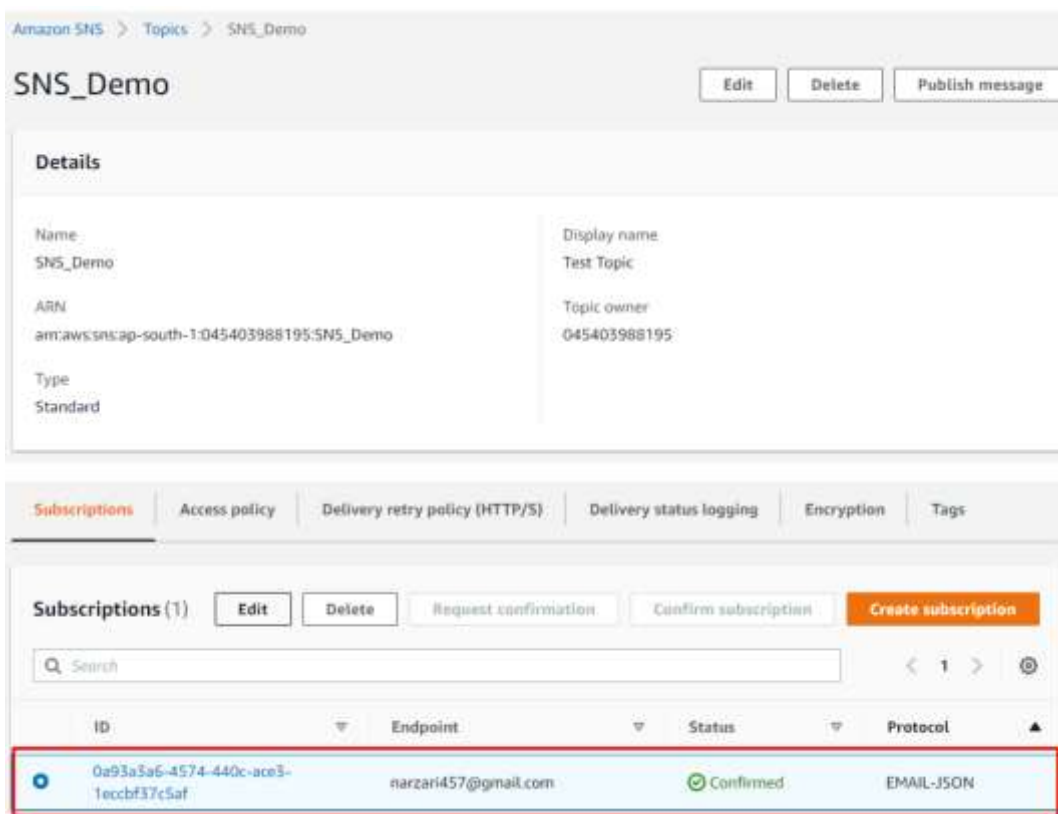 Amazon SNS > Topics > SNS_Demo
SNS_Demo
Edit
Delete
Publish message
Details
Name
SNS_Demo
Display name
Test Topic
ARN
arn:aws:sns:ap-south-1:045403988195:SNS_Demo
Topic owner
045403988195
Type
Standard
Subscriptions
Access policy
Delivery retry policy (HTTP/S)
Delivery status logging
Encryption
Tags
Subscriptions (1)
Edit
Delete
Request confirmation
Confirm subscription
Create subscription
Search
1
ID
Endpoint
Status
Protocol
0a93a3a6-4574-440c-ace3-
1eccbf37c5af
narzari457@gmail.com
Confirmed
EMAIL-JSON